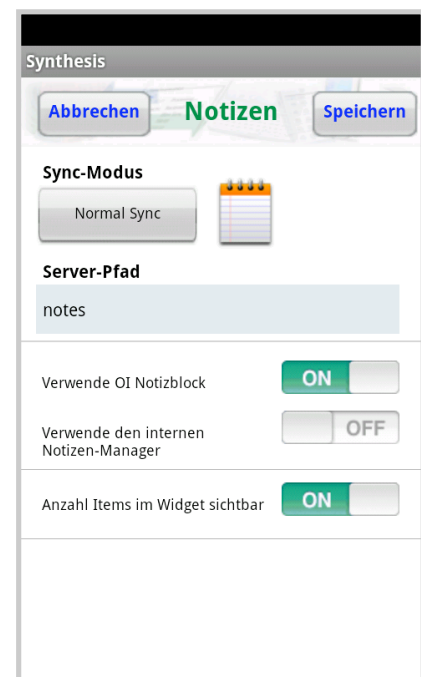 Synthesis
Abbrechen Notizen Speichern
Sync-Modus
Normal Sync
Server-Pfad
notes
Verwende OI Notizblock ON
Verwende den internen OFF
Notizen-Manager
Anzahl Items im Widget sichtbar ON